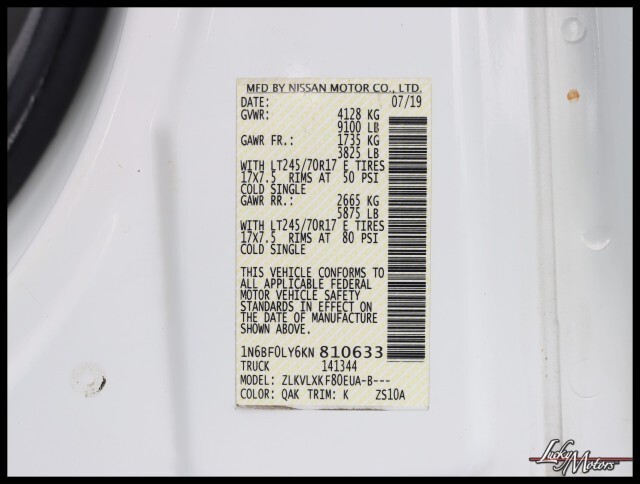 MFD BY NISSAN MOTOR CO., LTD.
DATE: 07/19
GVWR: 4128 KG
9100 LB
GAWR FR.: 1735 KG
3825 LB
WITH LT245/70R17 E TIRES
17X7.5 RIMS AT 50 PSI
COLD SINGLE
GAWR RR.: 2665 KG
5875 LB
WITH LT245/70R17 E TIRES
17X7.5 RIMS AT 80 PSI
COLD SINGLE
THIS VEHICLE CONFORMS TO
ALL APPLICABLE FEDERAL
MOTOR VEHICLE SAFETY
STANDARDS IN EFFECT ON
THE DATE OF MANUFACTURE
SHOWN ABOVE.
1N6BF0LY6KN 810633
TRUCK 141344
MODEL: ZLKVLXKF80EUA-B---
COLOR: QAK TRIM: K ZS10A
Lucky
Motors